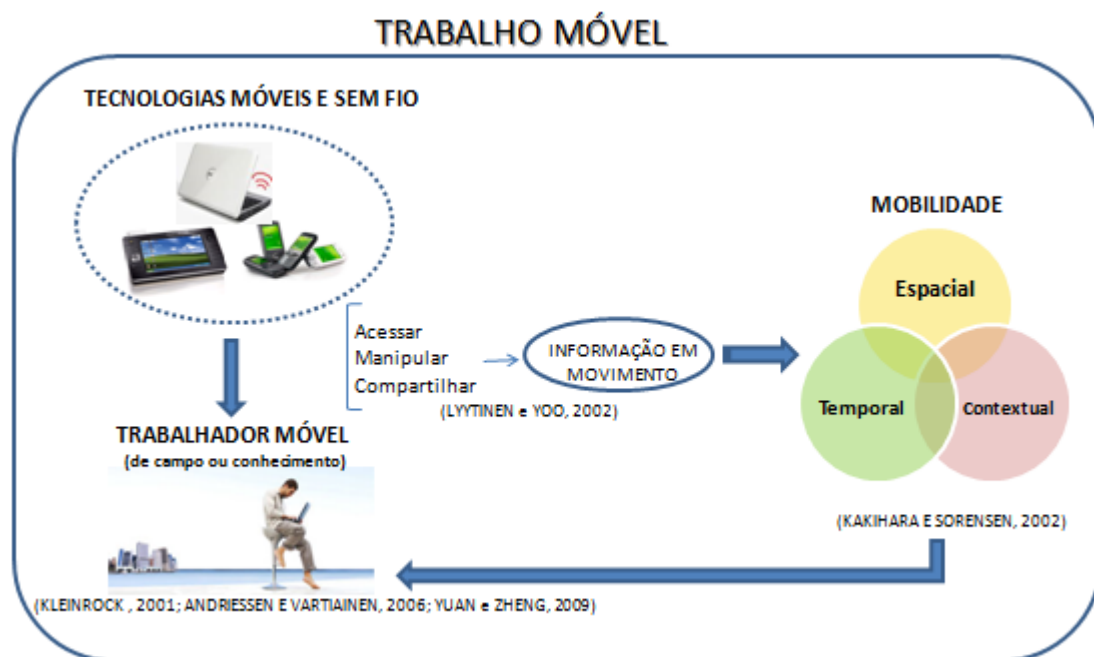 TRABALHO MÓVEL
TECNOLOGIAS MÓVEIS E SEM FIO
MOBILIDADE
Espacial
Temporal
Contextual
Acessar
Manipular
Compartilhar
INFORMAÇÃO EM
MOVIMENTO
(LYYTINEN e YOO, 2002)
TRABALHADOR MÓVEL
(de campo ou conhecimento)
(KAKIHARA E SORENSEN, 2002)
(KLEINROCK , 2001; ANDRIESSEN E VARTIAINEN, 2006; YUAN e ZHENG, 2009)